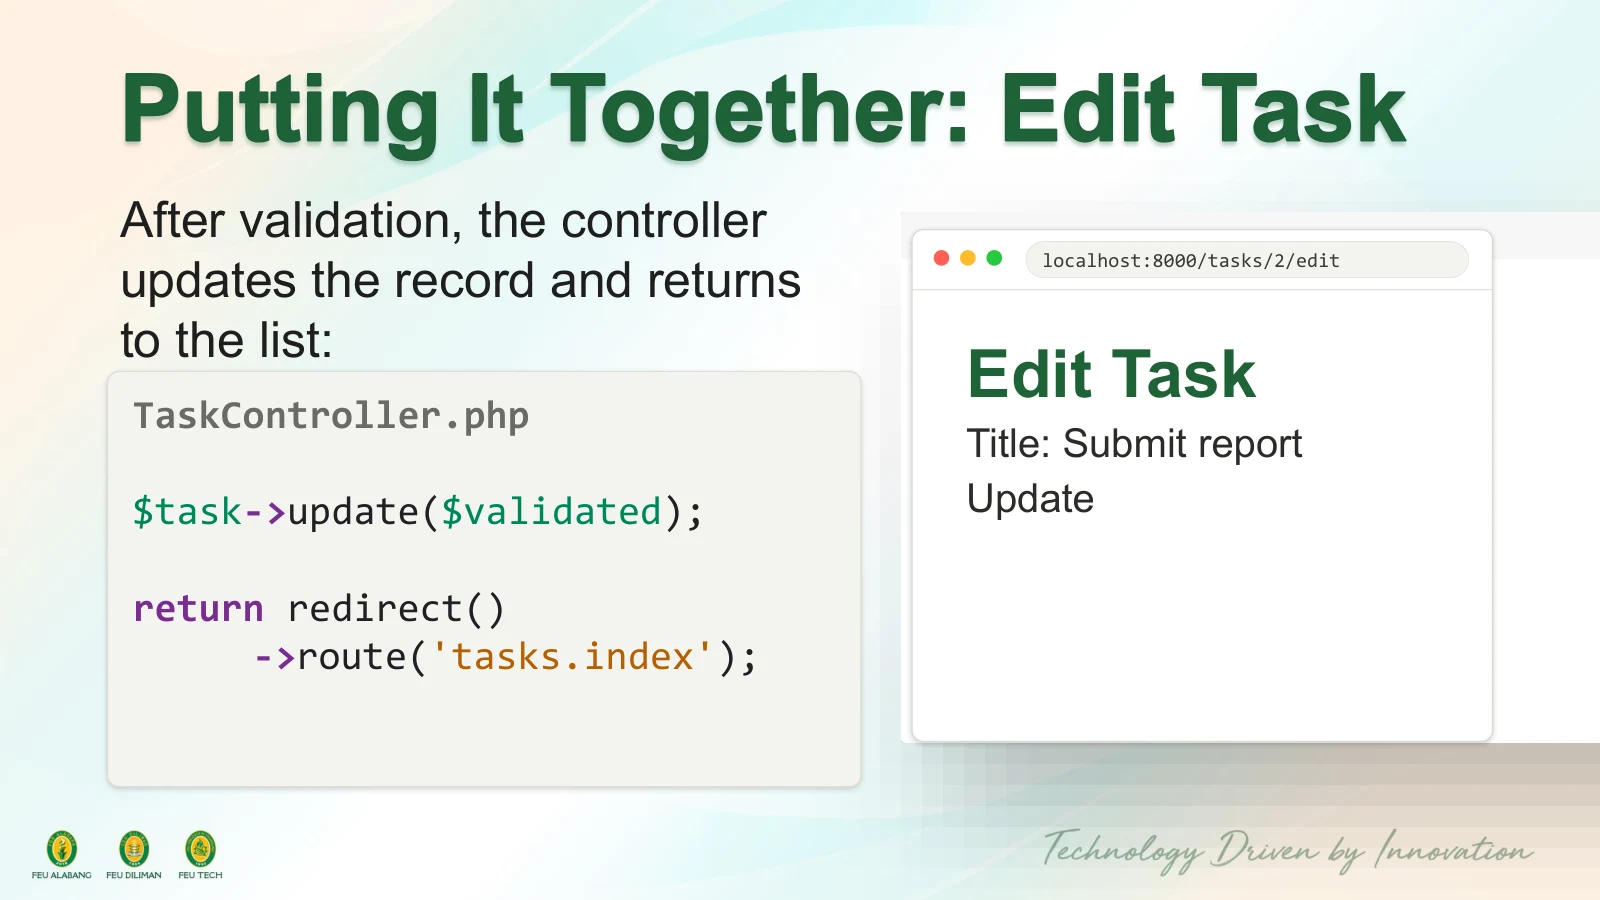 Putting It Together: Edit Task
After validation, the controller
updates the record and returns
to the list:
TaskController.php
$task->update($validated);
return redirect()
->route('tasks.index');
localhost:8000/tasks/2/edit
Edit Task
Title: Submit report
Update
FEU ALABANG
FEU DILIMAN
FEU TECH
Technology Driven by Innovation